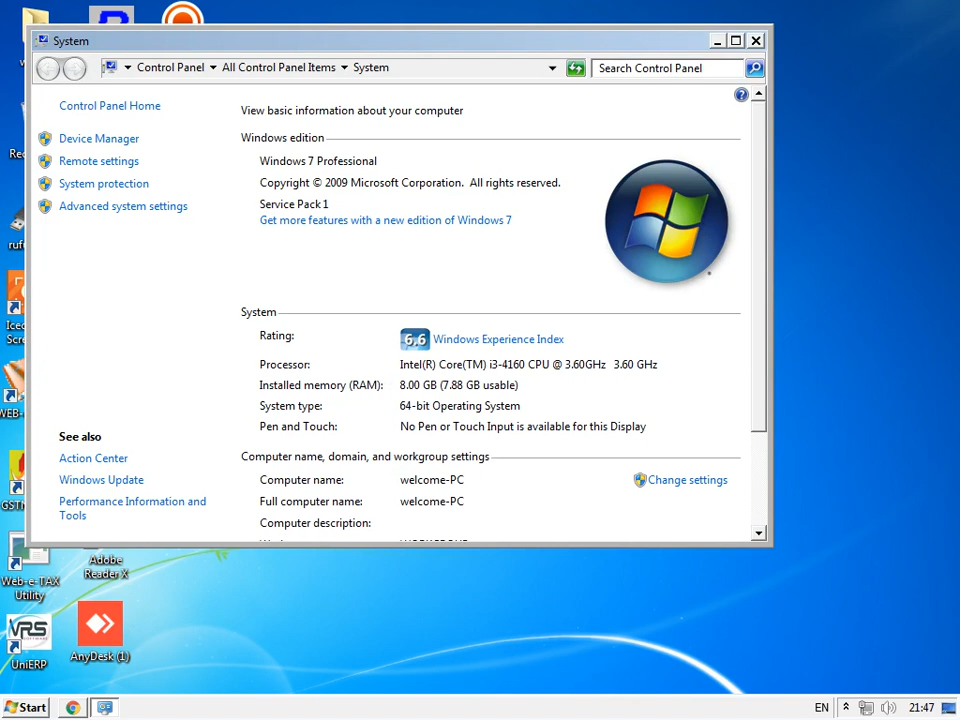 System
Control Panel
All Control Panel Items
System
Search Control Panel
Control Panel Home
Device Manager
Remote settings
System protection
Advanced system settings
See also
Action Center
Windows Update
Performance Information and
Tools
View basic information about your computer
Windows edition
Windows 7 Professional
Copyright © 2009 Microsoft Corporation. All rights reserved.
Service Pack 1
Get more features with a new edition of Windows 7
System
Rating:
6.6 Windows Experience Index
Processor:
Intel(R) Core(TM) i3-4160 CPU @ 3.60GHz 3.60 GHz
Installed memory (RAM):
8.00 GB (7.88 GB usable)
System type:
64-bit Operating System
Pen and Touch:
No Pen or Touch Input is available for this Display
Computer name, domain, and workgroup settings
Computer name:
welcome-PC
Change settings
Full computer name:
welcome-PC
Computer description:
Web-e-TAX
Utility
Adobe
Reader X
VRS
UniERP
AnyDesk (1)
Start
EN
21:47